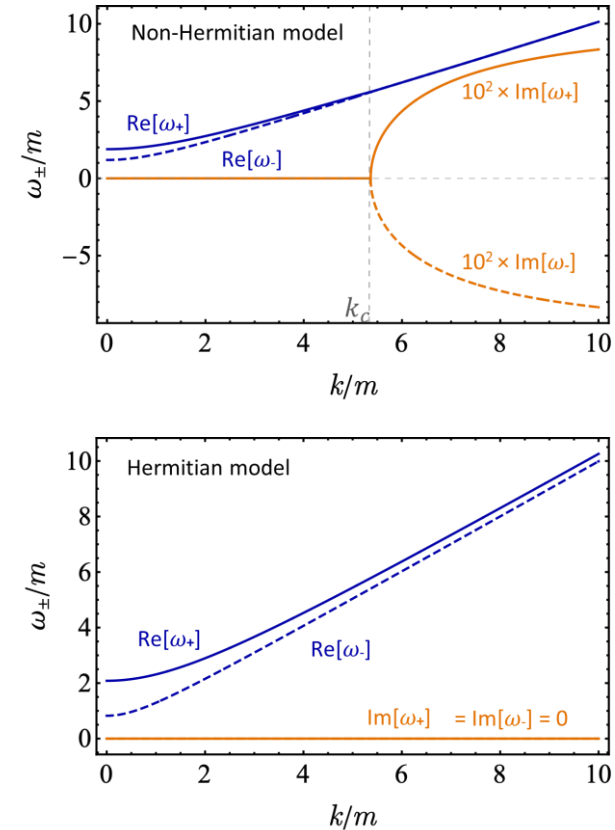 Non-Hermitian model
10
5
0
−5
ω±/m
Re[ω+]
Re[ω-]
10² × Im[ω+]
10² × Im[ω-]
k_c
0 2 4 6 8 10
k/m
Hermitian model
10
8
6
4
2
0
ω±/m
Re[ω+]
Re[ω-]
Im[ω+] = Im[ω-] = 0
0 2 4 6 8 10
k/m